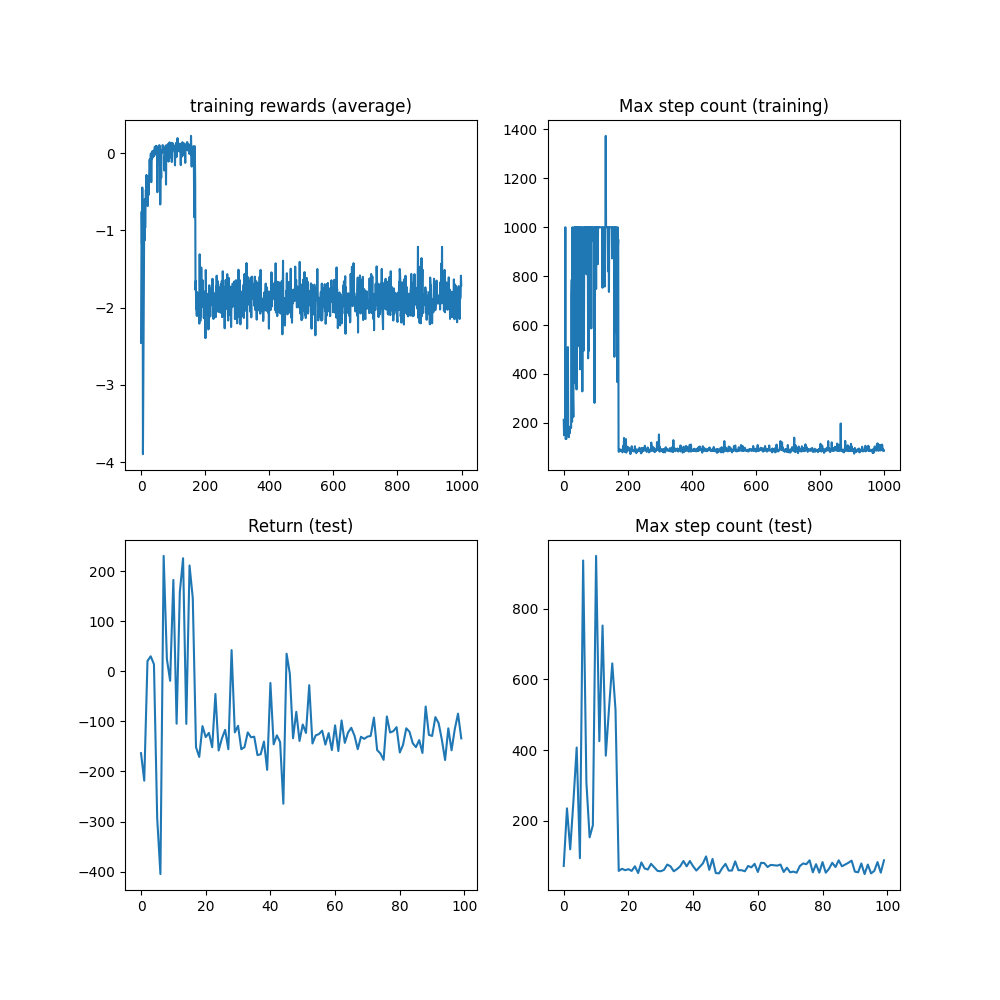 training rewards (average)
0
−1
−2
−3
−4
0 200 400 600 800 1000
Max step count (training)
1400
1200
1000
800
600
400
200
0 200 400 600 800 1000
Return (test)
200
100
0
−100
−200
−300
−400
0 20 40 60 80 100
Max step count (test)
800
600
400
200
0 20 40 60 80 100